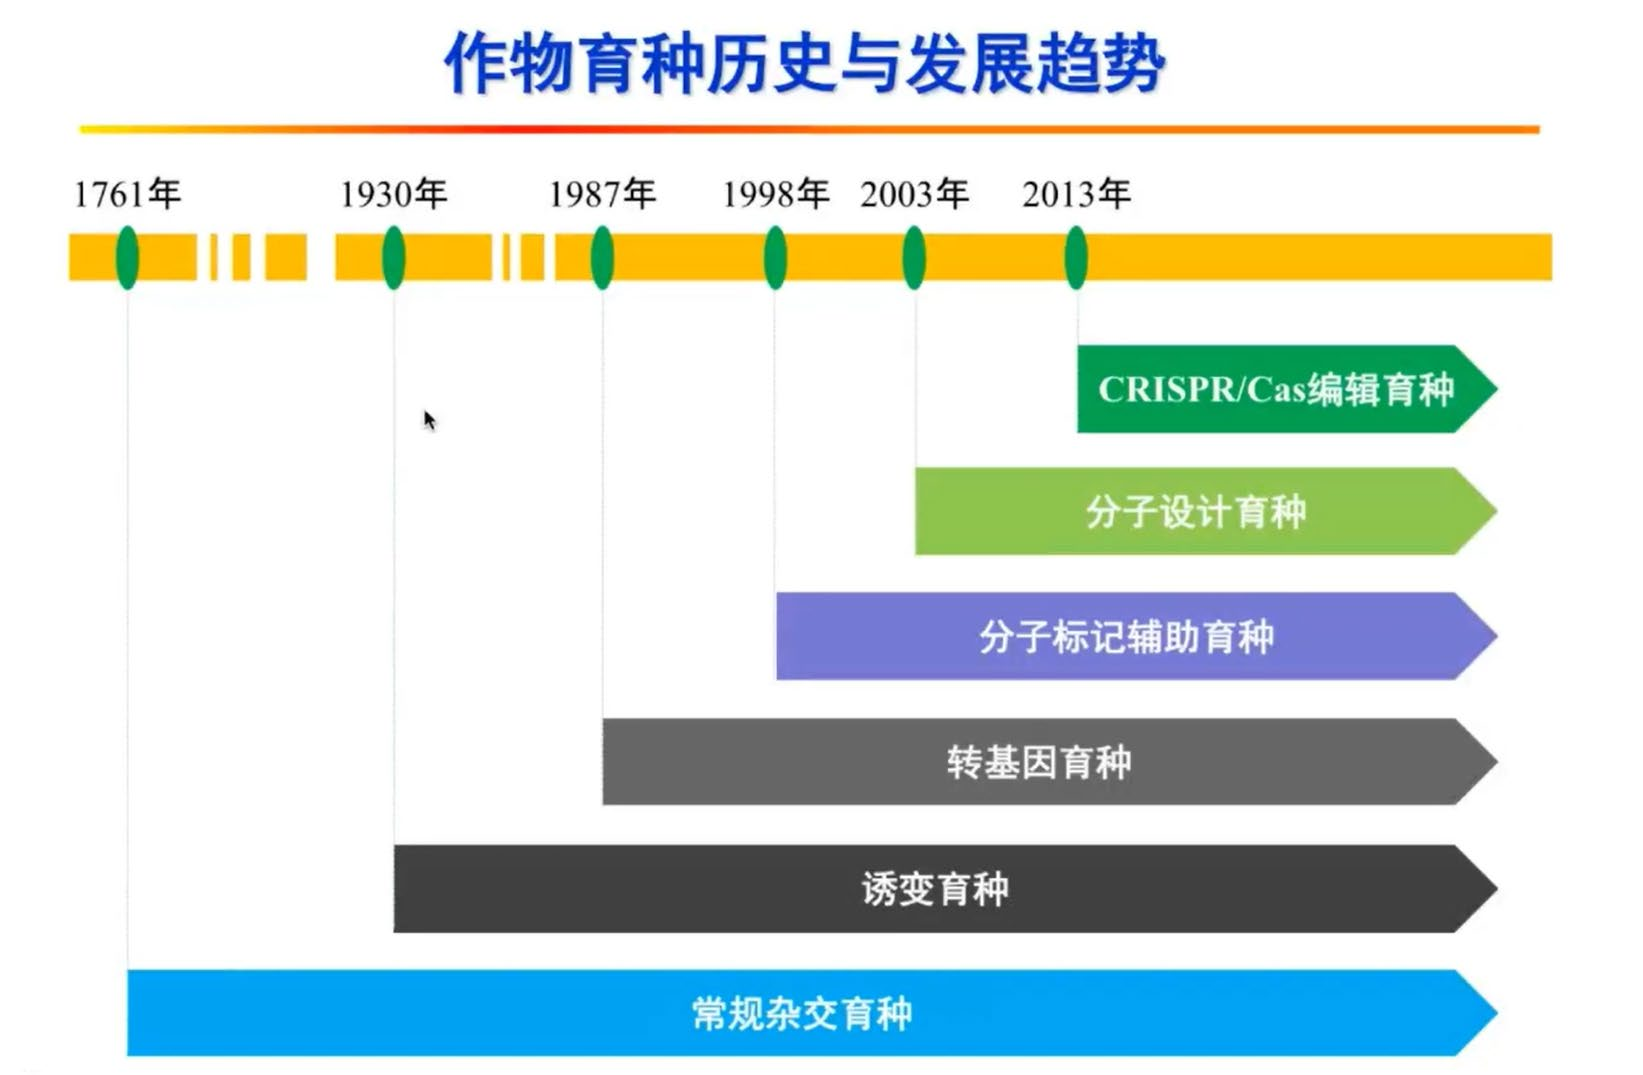 作物育种历史与发展趋势
1761年 1930年 1987年 1998年 2003年 2013年
CRISPR/Cas编辑育种
分子设计育种
分子标记辅助育种
转基因育种
诱变育种
常规杂交育种